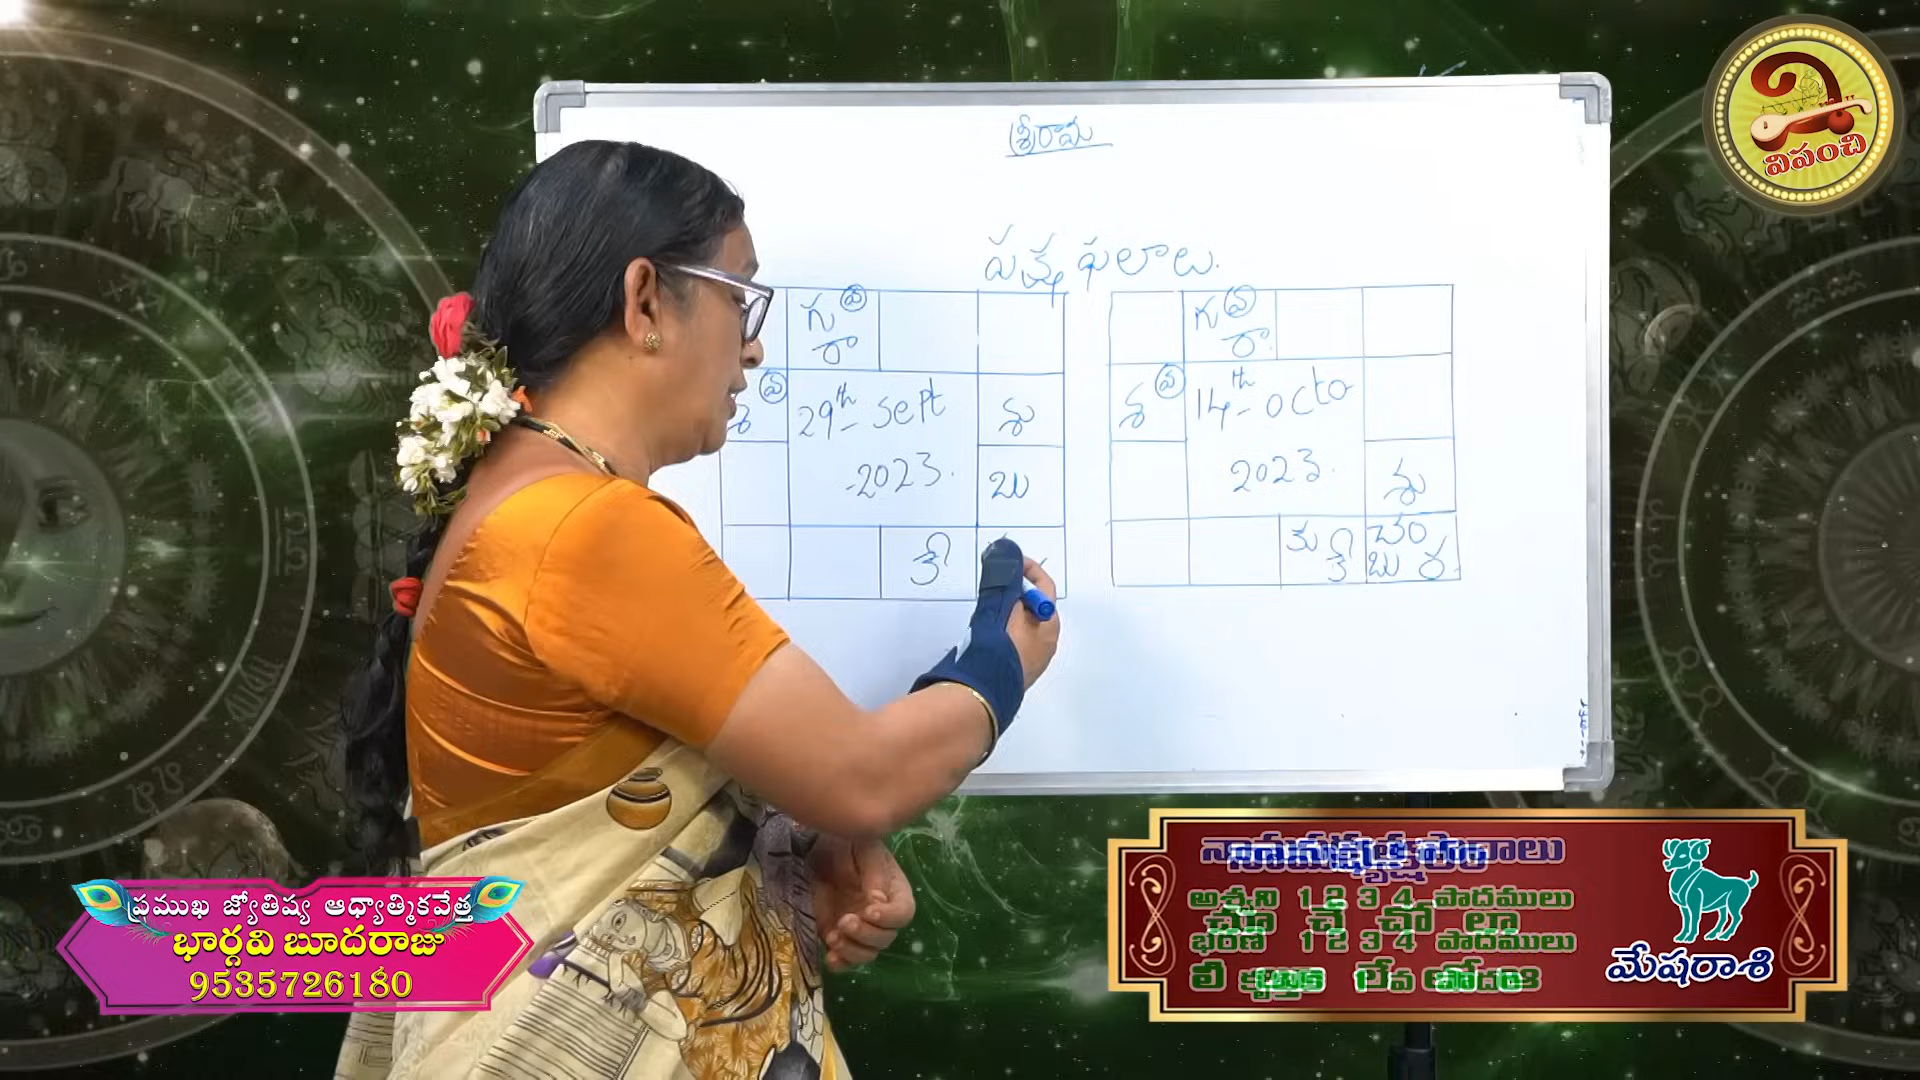 విపంచి
శ్రీరామ
పక్ష ఫలాలు.
గు వ
రా
శ వ
29th - sept
-2023.
శు
బు
కే
గు వ
రా.
శ వ
14th - octo
2023.
శు
కు కే
చం
బు ర.
ప్రముఖ జ్యోతిష్య ఆధ్యాత్మికవేత్త
భార్గవి బూదరాజు
9535726180
అశ్వని 1 2 3 4 పాదములు
చూ చే చో లా
భరణి 1 2 3 4 పాదములు
మేషరాశి